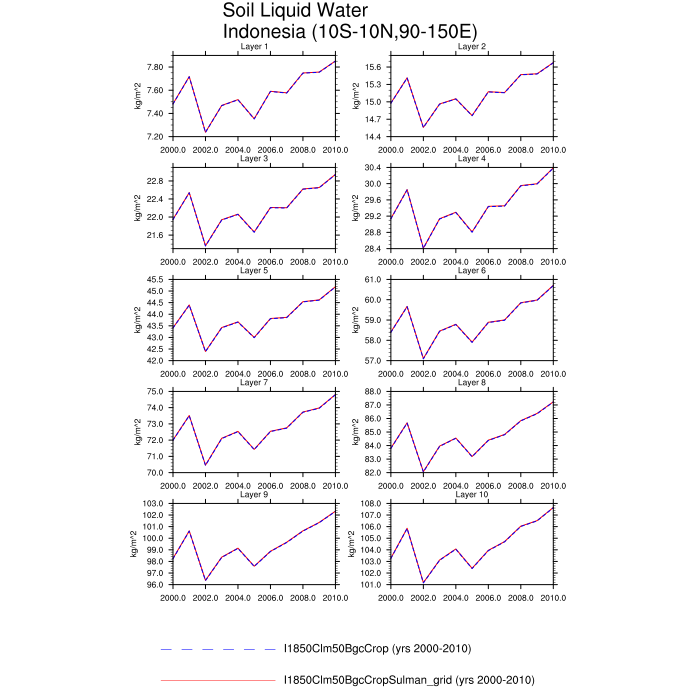 Soil Liquid Water
Indonesia (10S-10N,90-150E)
Layer 1
kg/m^2
7.80
7.60
7.40
7.20
2000.0 2002.0 2004.0 2006.0 2008.0 2010.0
Layer 2
kg/m^2
15.6
15.3
15.0
14.7
14.4
2000.0 2002.0 2004.0 2006.0 2008.0 2010.0
Layer 3
kg/m^2
22.8
22.4
22.0
21.6
2000.0 2002.0 2004.0 2006.0 2008.0 2010.0
Layer 4
kg/m^2
30.4
30.0
29.6
29.2
28.8
28.4
2000.0 2002.0 2004.0 2006.0 2008.0 2010.0
Layer 5
kg/m^2
45.5
45.0
44.5
44.0
43.5
43.0
42.5
42.0
2000.0 2002.0 2004.0 2006.0 2008.0 2010.0
Layer 6
kg/m^2
61.0
60.0
59.0
58.0
57.0
2000.0 2002.0 2004.0 2006.0 2008.0 2010.0
Layer 7
kg/m^2
75.0
74.0
73.0
72.0
71.0
70.0
2000.0 2002.0 2004.0 2006.0 2008.0 2010.0
Layer 8
kg/m^2
88.0
87.0
86.0
85.0
84.0
83.0
82.0
2000.0 2002.0 2004.0 2006.0 2008.0 2010.0
Layer 9
kg/m^2
103.0
102.0
101.0
100.0
99.0
98.0
97.0
96.0
2000.0 2002.0 2004.0 2006.0 2008.0 2010.0
Layer 10
kg/m^2
108.0
107.0
106.0
105.0
104.0
103.0
102.0
101.0
2000.0 2002.0 2004.0 2006.0 2008.0 2010.0
I1850Clm50BgcCrop (yrs 2000-2010)
I1850Clm50BgcCropSulman_grid (yrs 2000-2010)